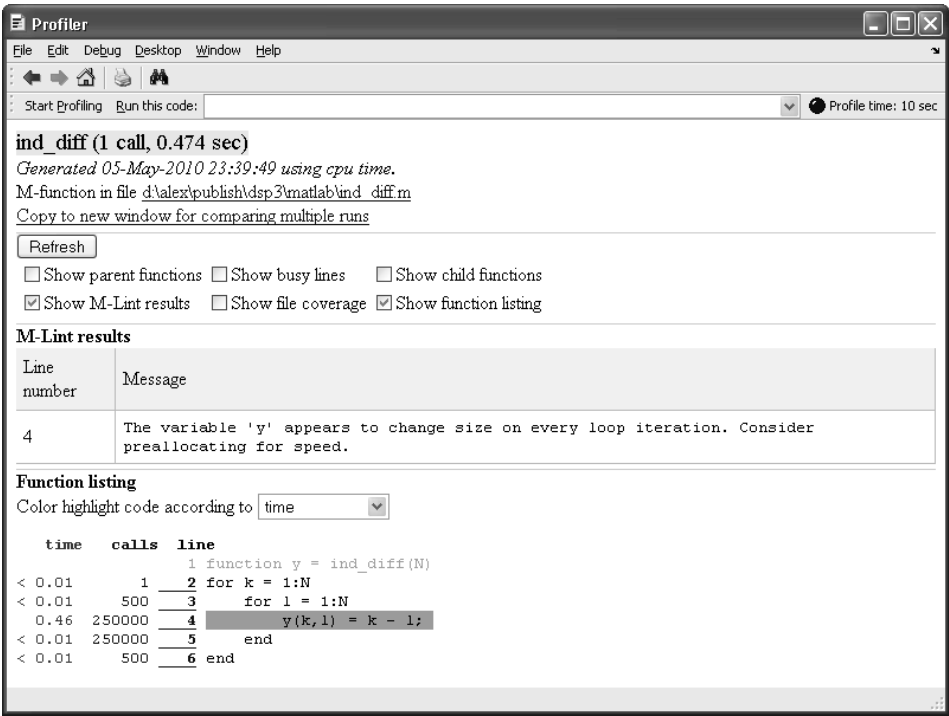 Profiler
File Edit Debug Desktop Window Help
Start Profiling Run this code: Profile time: 10 sec
ind_diff (1 call, 0.474 sec)
Generated 05-May-2010 23:39:49 using cpu time.
M-function in file d:\alex\publish\dsp3\matlab\ind_diff.m
Copy to new window for comparing multiple runs
Refresh
Show parent functions Show busy lines Show child functions
Show M-Lint results Show file coverage Show function listing
M-Lint results
Line number Message
4 The variable 'y' appears to change size on every loop iteration. Consider
preallocating for speed.
Function listing
Color highlight code according to time
time calls line
1 function y = ind_diff(N)
< 0.01 1 2 for k = 1:N
< 0.01 500 3 for l = 1:N
0.46 250000 4 y(k,l) = k - l;
< 0.01 250000 5 end
< 0.01 500 6 end